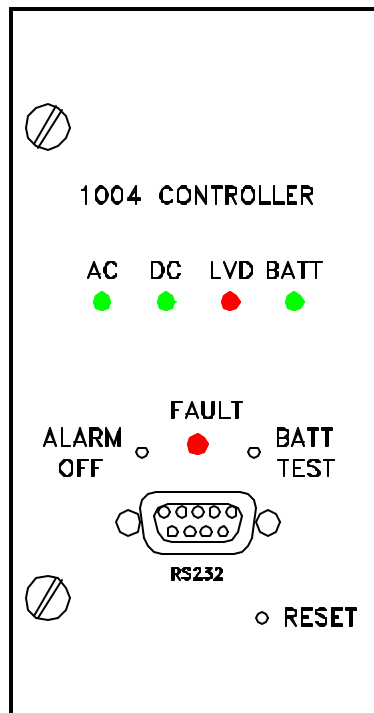 1004 CONTROLLER
AC DC LVD BATT
FAULT
ALARM OFF
BATT TEST
RS232
RESET